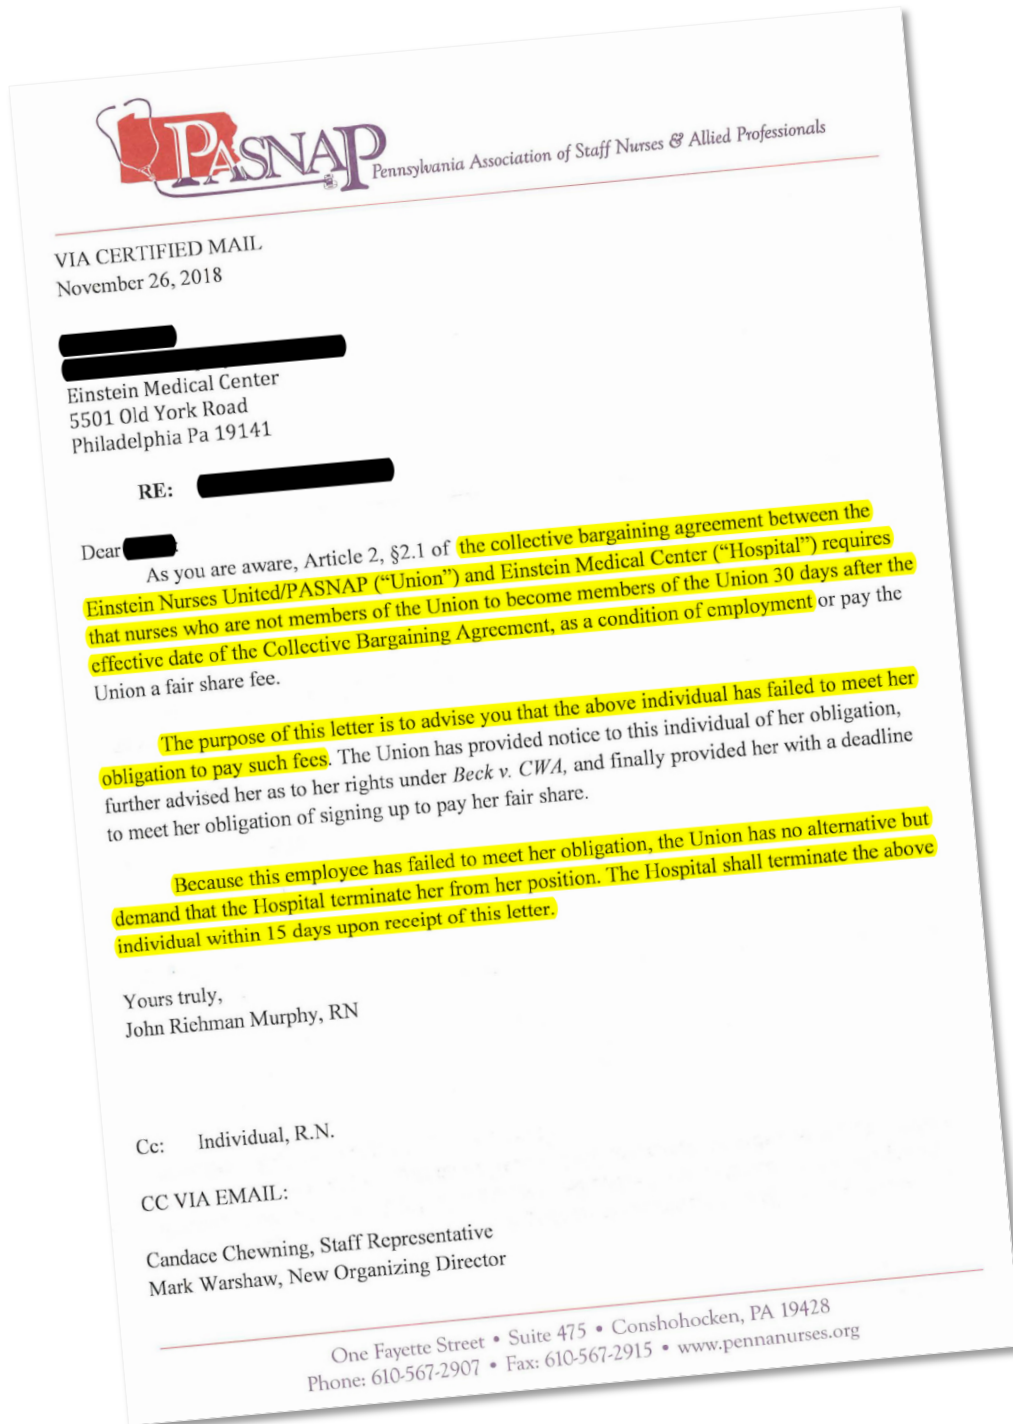 PASNAP Pennsylvania Association of Staff Nurses & Allied Professionals
VIA CERTIFIED MAIL
November 26, 2018
Einstein Medical Center
5501 Old York Road
Philadelphia Pa 19141
RE:
Dear
As you are aware, Article 2, §2.1 of the collective bargaining agreement between the
Einstein Nurses United/PASNAP (“Union”) and Einstein Medical Center (“Hospital”) requires
that nurses who are not members of the Union to become members of the Union 30 days after the
effective date of the Collective Bargaining Agreement, as a condition of employment or pay the
Union a fair share fee.
The purpose of this letter is to advise you that the above individual has failed to meet her
obligation to pay such fees. The Union has provided notice to this individual of her obligation,
further advised her as to her rights under Beck v. CWA, and finally provided her with a deadline
to meet her obligation of signing up to pay her fair share.
Because this employee has failed to meet her obligation, the Union has no alternative but
demand that the Hospital terminate her from her position. The Hospital shall terminate the above
individual within 15 days upon receipt of this letter.
Yours truly,
John Richman Murphy, RN
Cc: Individual, R.N.
CC VIA EMAIL:
Candace Chewning, Staff Representative
Mark Warshaw, New Organizing Director
One Fayette Street • Suite 475 • Conshohocken, PA 19428
Phone: 610-567-2907 • Fax: 610-567-2915 • www.pennanurses.org